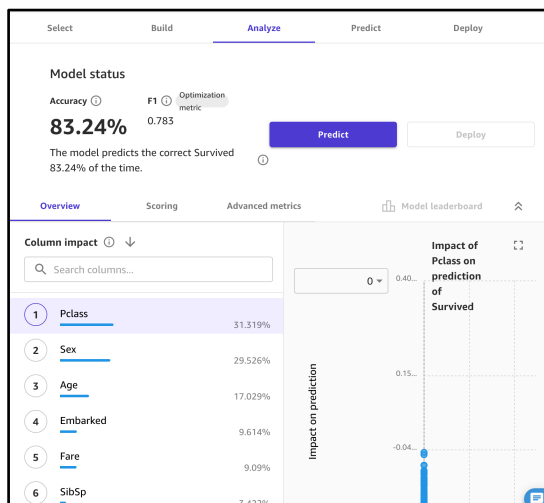 Select
Build
Analyze
Predict
Deploy
Model status
Accuracy
F1
Optimization
metric
83.24%
0.783
The model predicts the correct Survived
83.24% of the time.
Predict
Deploy
Overview
Scoring
Advanced metrics
Model leaderboard
Column impact
Search columns...
1 Pclass
31.319%
2 Sex
29.526%
3 Age
17.029%
4 Embarked
9.614%
5 Fare
9.09%
6 SibSp
Impact of
Pclass on
prediction
of
Survived
0
0.40...
0.15...
-0.04...
Impact on prediction